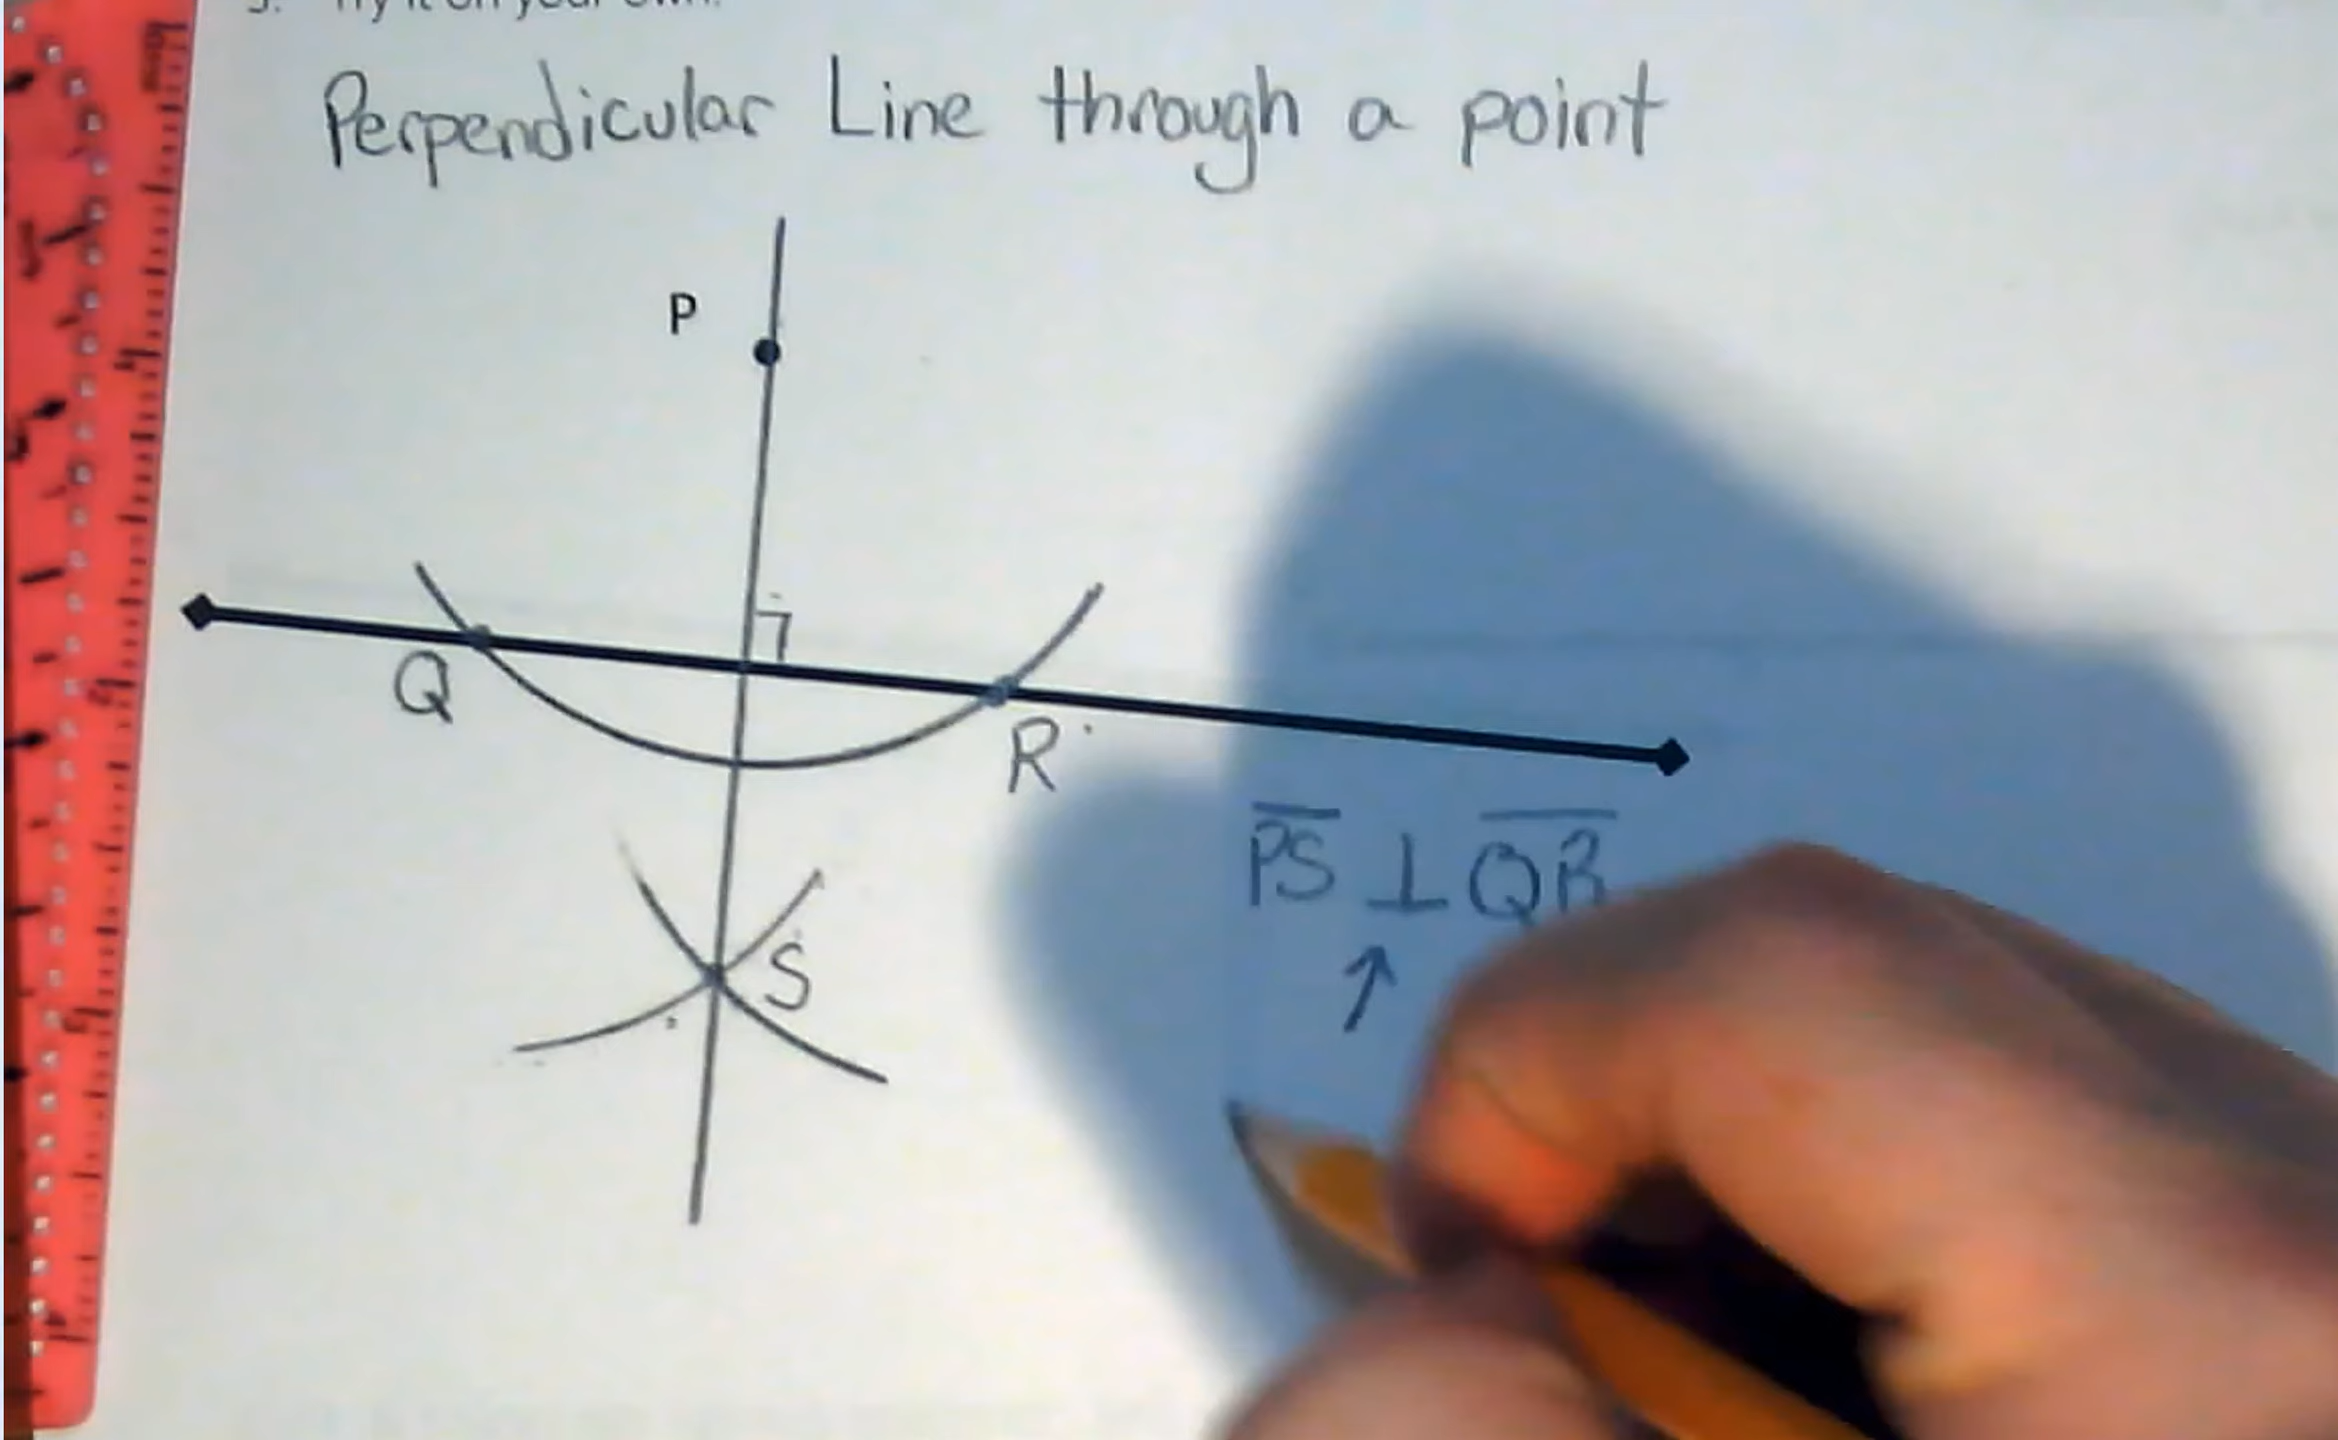 Perpendicular Line through a point
P
Q
R
S
PS ⊥ QR
↑